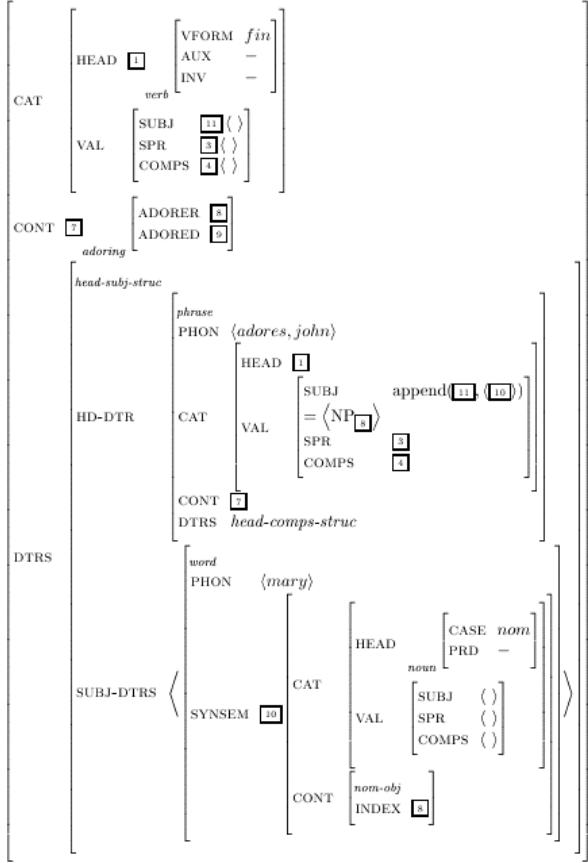 VFORM fin
HEAD 1 AUX −
INV −
verb
CAT
SUBJ 11 ⟨ ⟩
VAL SPR 3 ⟨ ⟩
COMPS 4 ⟨ ⟩
ADORER 8
CONT 7
ADORED 9
adoring
head-subj-struc
phrase
PHON ⟨adores, john⟩
HEAD 1
SUBJ append(11, ⟨10⟩)
HD-DTR CAT = ⟨NP8⟩
VAL
SPR 3
COMPS 4
CONT 7
DTRS head-comps-struc
DTRS
word
PHON ⟨mary⟩
CASE nom
HEAD
PRD −
noun
CAT
SUBJ-DTRS ⟨ SUBJ ⟨ ⟩ ⟩
SYNSEM 10 VAL SPR ⟨ ⟩
COMPS ⟨ ⟩
nom-obj
CONT
INDEX 8